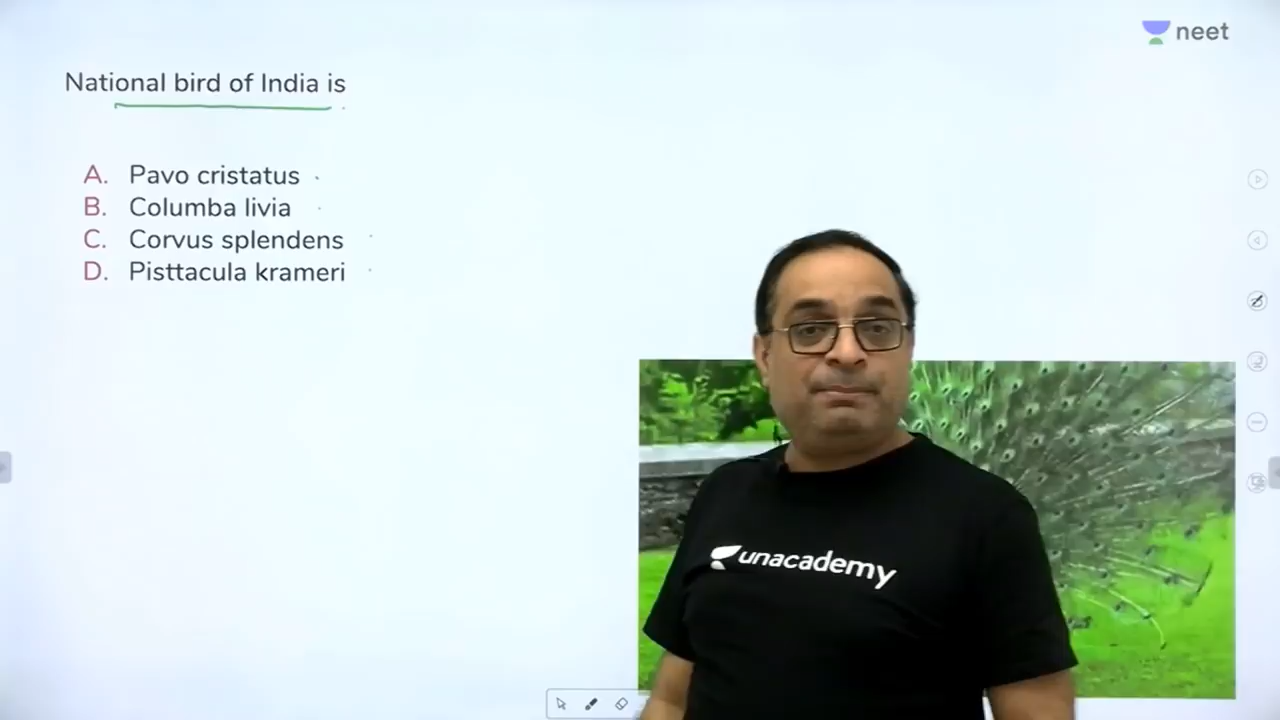 neet
National bird of India is
A. Pavo cristatus
B. Columba livia
C. Corvus splendens
D. Pisttacula krameri
unacademy